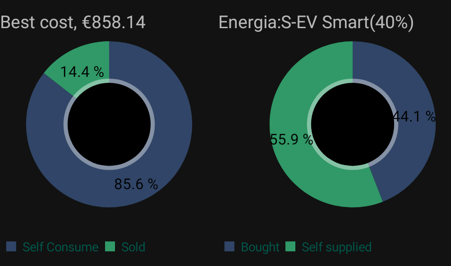 Best cost, €858.14
Energia:S-EV Smart(40%)
14.4 %
85.6 %
44.1 %
55.9 %
Self Consume
Sold
Bought
Self supplied